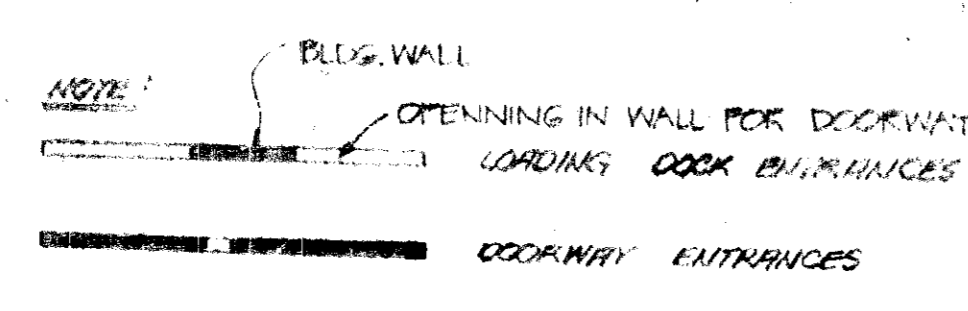 BLDG. WALL
NOTE:
OPENNING IN WALL FOR DOORWAY
LOADING DOCK ENTRANCES
DOORWAY ENTRANCES